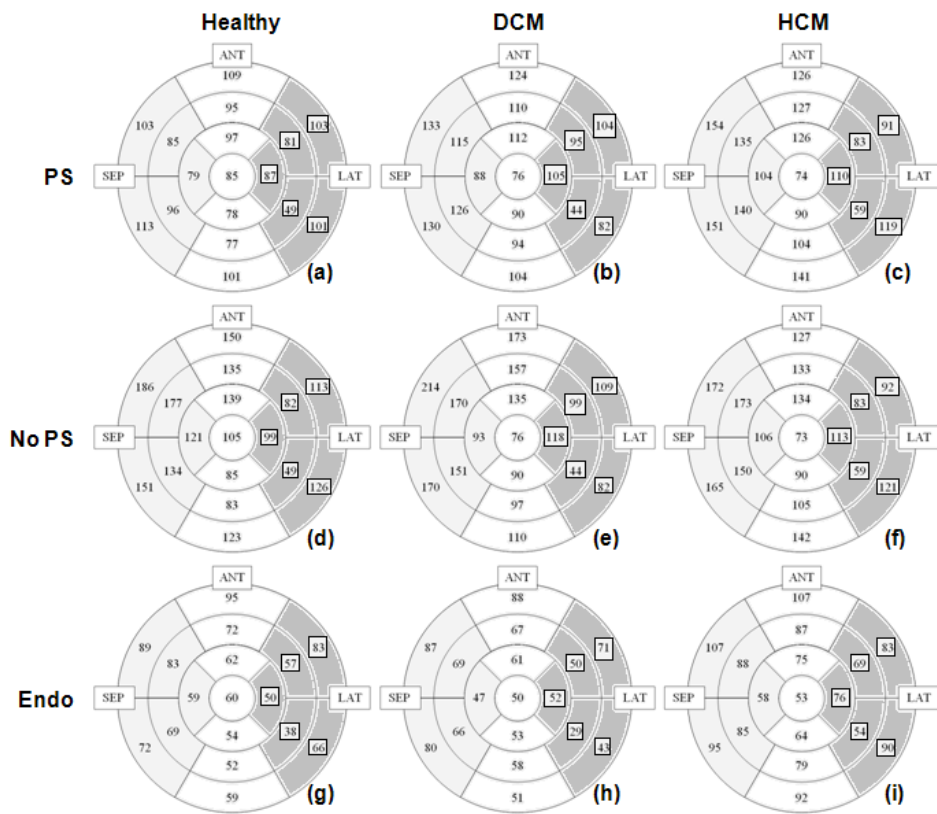 Healthy DCM HCM
ANT ANT ANT
109 124 126
95 110 127
103 103 133 104 154 91
85 97 81 115 112 95 135 126 83
PS SEP 79 85 87 LAT SEP 88 76 105 LAT SEP 104 74 110 LAT
96 78 49 126 90 44 140 90 59
113 101 130 82 151 119
77 94 104
101 104 141
(a) (b) (c)
ANT ANT ANT
150 173 127
135 157 133
186 113 214 109 172 92
177 139 82 170 135 99 173 134 83
No PS SEP 121 105 99 LAT SEP 93 76 118 LAT SEP 106 73 113 LAT
134 85 49 151 90 44 150 90 59
151 126 170 82 165 121
83 97 105
123 110 142
(d) (e) (f)
ANT ANT ANT
95 88 107
72 67 87
89 83 87 71 107 83
83 62 57 69 61 50 88 75 69
Endo SEP 59 60 50 LAT SEP 47 50 52 LAT SEP 58 53 76 LAT
69 54 38 66 53 29 85 64 54
72 66 80 43 95 90
52 58 79
59 51 92
(g) (h) (i)